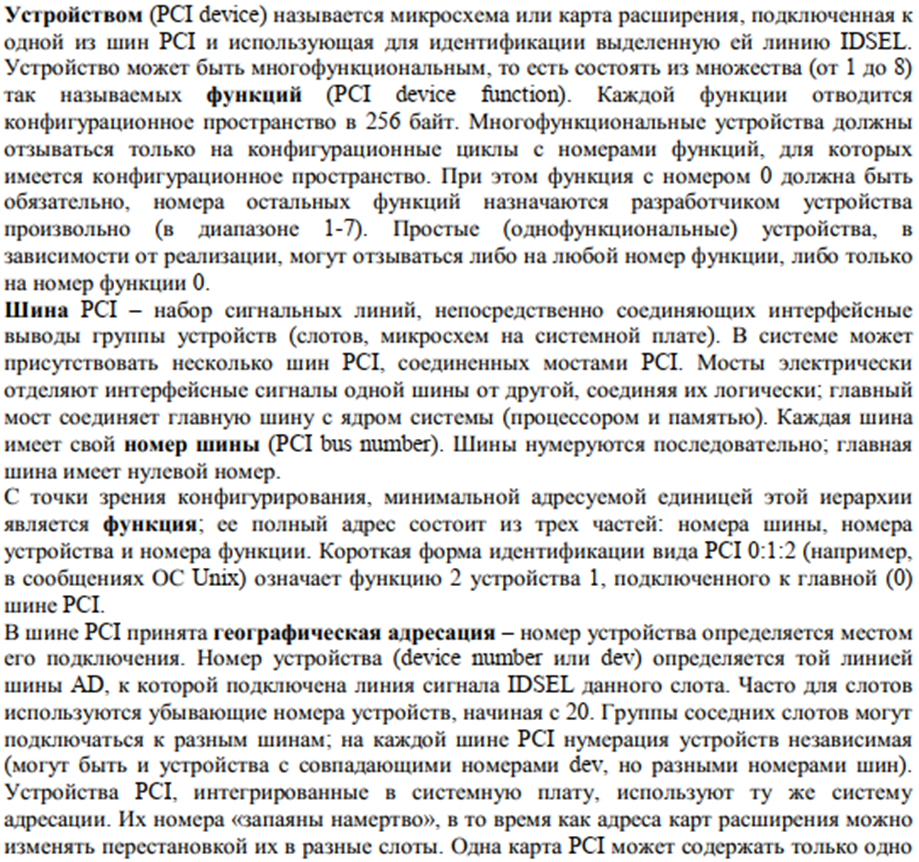 Устройством (PCI device) называется микросхема или карта расширения, подключенная к
одной из шин PCI и использующая для идентификации выделенную ей линию IDSEL.
Устройство может быть многофункциональным, то есть состоять из множества (от 1 до 8)
так называемых функций (PCI device function). Каждой функции отводится
конфигурационное пространство в 256 байт. Многофункциональные устройства должны
отзываться только на конфигурационные циклы с номерами функций, для которых
имеется конфигурационное пространство. При этом функция с номером 0 должна быть
обязательно, номера остальных функций назначаются разработчиком устройства
произвольно (в диапазоне 1-7). Простые (однофункциональные) устройства, в
зависимости от реализации, могут отзываться либо на любой номер функции, либо только
на номер функции 0.
Шина PCI – набор сигнальных линий, непосредственно соединяющих интерфейсные
выводы группы устройств (слотов, микросхем на системной плате). В системе может
присутствовать несколько шин PCI, соединенных мостами PCI. Мосты электрически
отделяют интерфейсные сигналы одной шины от другой, соединяя их логически; главный
мост соединяет главную шину с ядром системы (процессором и памятью). Каждая шина
имеет свой номер шины (PCI bus number). Шины нумеруются последовательно; главная
шина имеет нулевой номер.
С точки зрения конфигурирования, минимальной адресуемой единицей этой иерархии
является функция; ее полный адрес состоит из трех частей: номера шины, номера
устройства и номера функции. Короткая форма идентификации вида PCI 0:1:2 (например,
в сообщениях ОС Unix) означает функцию 2 устройства 1, подключенного к главной (0)
шине PCI.
В шине PCI принята географическая адресация – номер устройства определяется местом
его подключения. Номер устройства (device number или dev) определяется той линией
шины AD, к которой подключена линия сигнала IDSEL данного слота. Часто для слотов
используются убывающие номера устройств, начиная с 20. Группы соседних слотов могут
подключаться к разным шинам; на каждой шине PCI нумерация устройств независимая
(могут быть и устройства с совпадающими номерами dev, но разными номерами шин).
Устройства PCI, интегрированные в системную плату, используют ту же систему
адресации. Их номера «запаяны намертво», в то время как адреса карт расширения можно
изменять перестановкой их в разные слоты. Одна карта PCI может содержать только одно